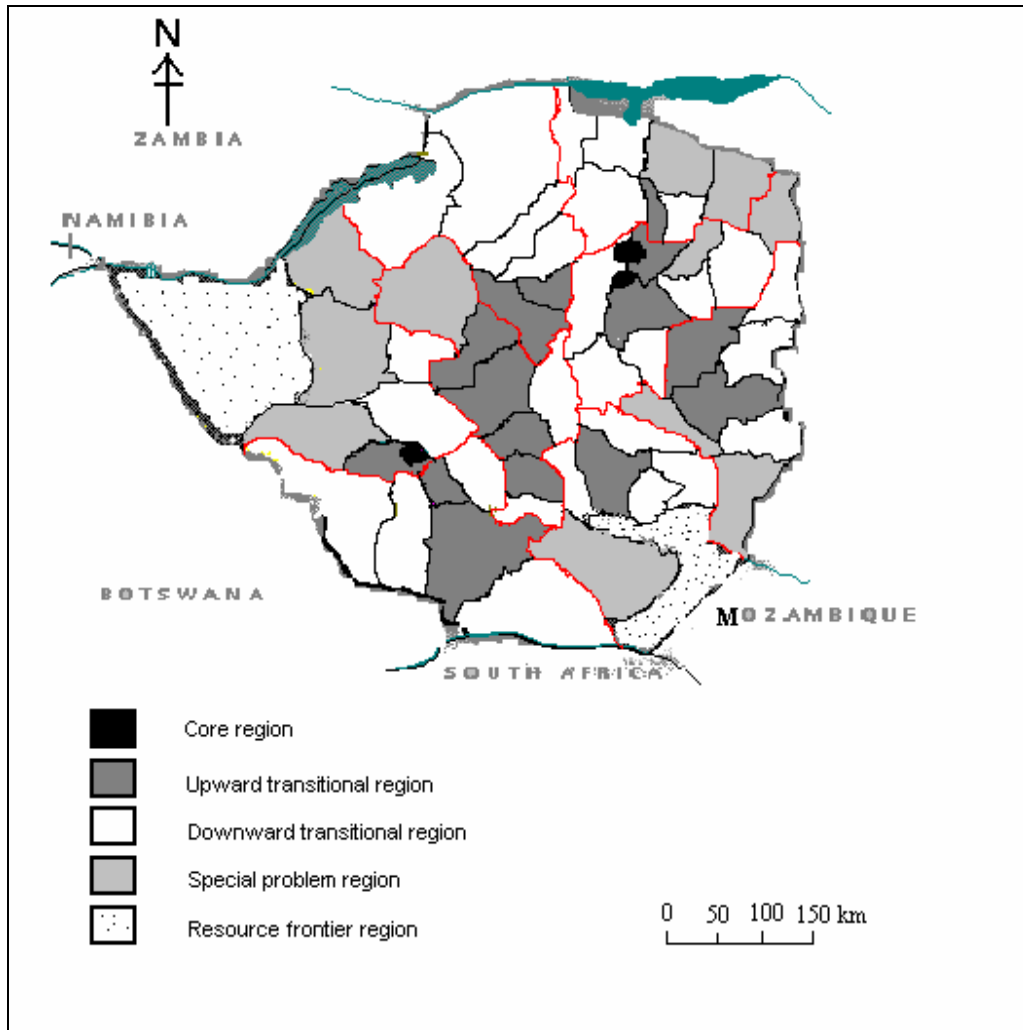 N
ZAMBIA
NAMIBIA
BOTSWANA
MOZAMBIQUE
SOUTH AFRICA
Core region
Upward transitional region
Downward transitional region
Special problem region
Resource frontier region
0 50 100 150 km